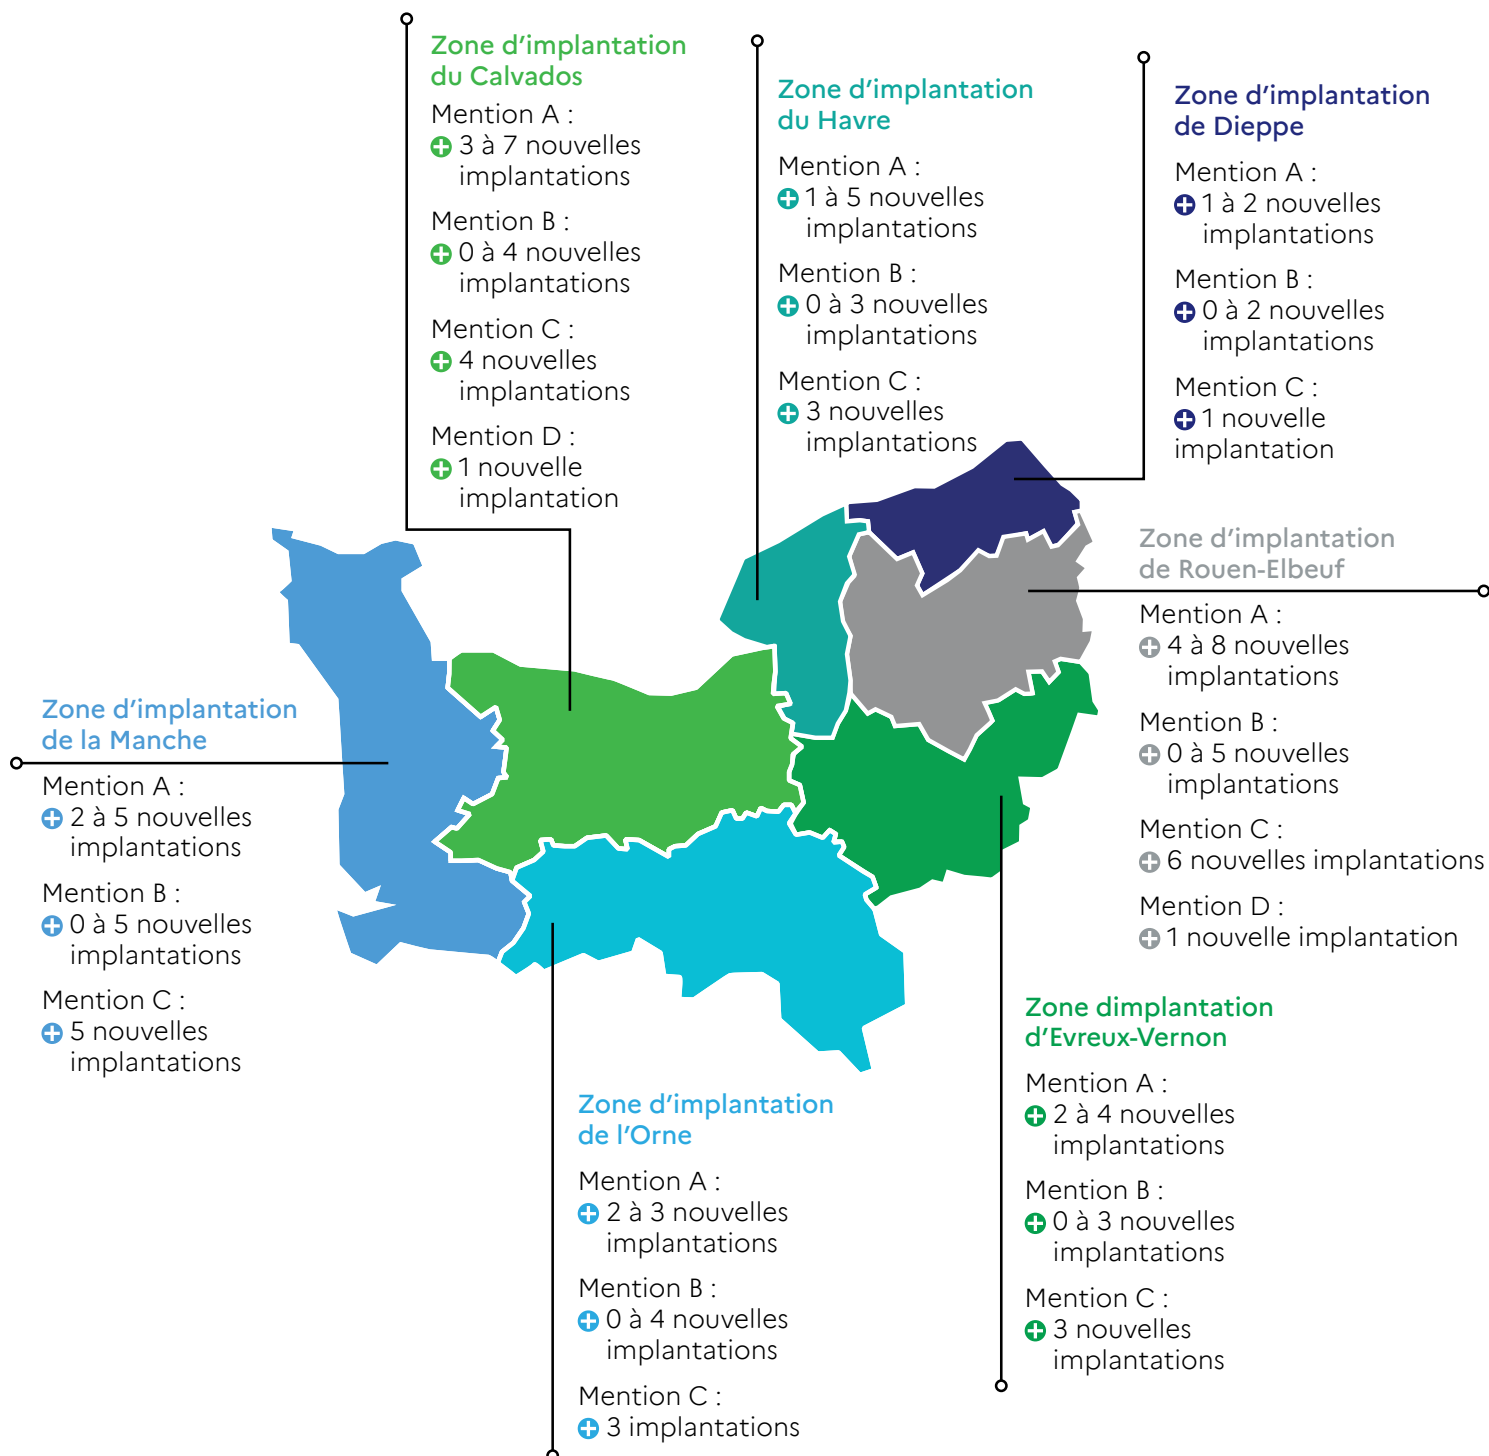 Zone d'implantation
du Calvados
Mention A :
3 à 7 nouvelles
implantations
Mention B :
0 à 4 nouvelles
implantations
Mention C :
4 nouvelles
implantations
Mention D :
1 nouvelle
implantation
Zone d'implantation
du Havre
Mention A :
1 à 5 nouvelles
implantations
Mention B :
0 à 3 nouvelles
implantations
Mention C :
3 nouvelles
implantations
Zone d'implantation
de Dieppe
Mention A :
1 à 2 nouvelles
implantations
Mention B :
0 à 2 nouvelles
implantations
Mention C :
1 nouvelle
implantation
Zone d'implantation
de Rouen-Elbeuf
Mention A :
4 à 8 nouvelles
implantations
Mention B :
0 à 5 nouvelles
implantations
Mention C :
6 nouvelles implantations
Mention D :
1 nouvelle implantation
Zone d'implantation
de la Manche
Mention A :
2 à 5 nouvelles
implantations
Mention B :
0 à 5 nouvelles
implantations
Mention C :
5 nouvelles
implantations
Zone d'implantation
de l'Orne
Mention A :
2 à 3 nouvelles
implantations
Mention B :
0 à 4 nouvelles
implantations
Mention C :
3 implantations
Zone dimplantation
d'Evreux-Vernon
Mention A :
2 à 4 nouvelles
implantations
Mention B :
0 à 3 nouvelles
implantations
Mention C :
3 nouvelles
implantations